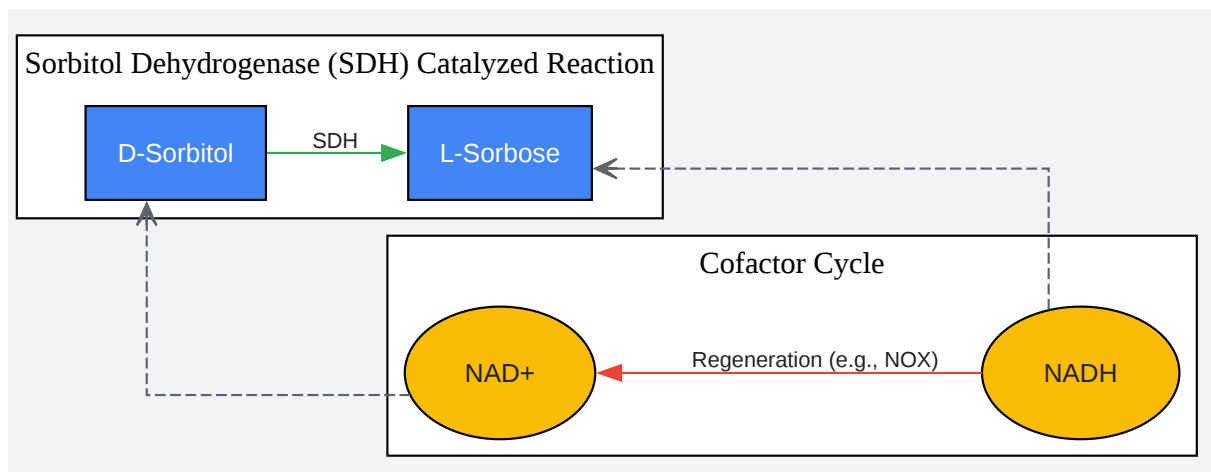 Sorbitol Dehydrogenase (SDH) Catalyzed Reaction
D-Sorbitol
SDH
L-Sorbose
Cofactor Cycle
NAD+
Regeneration (e.g., NOX)
NADH